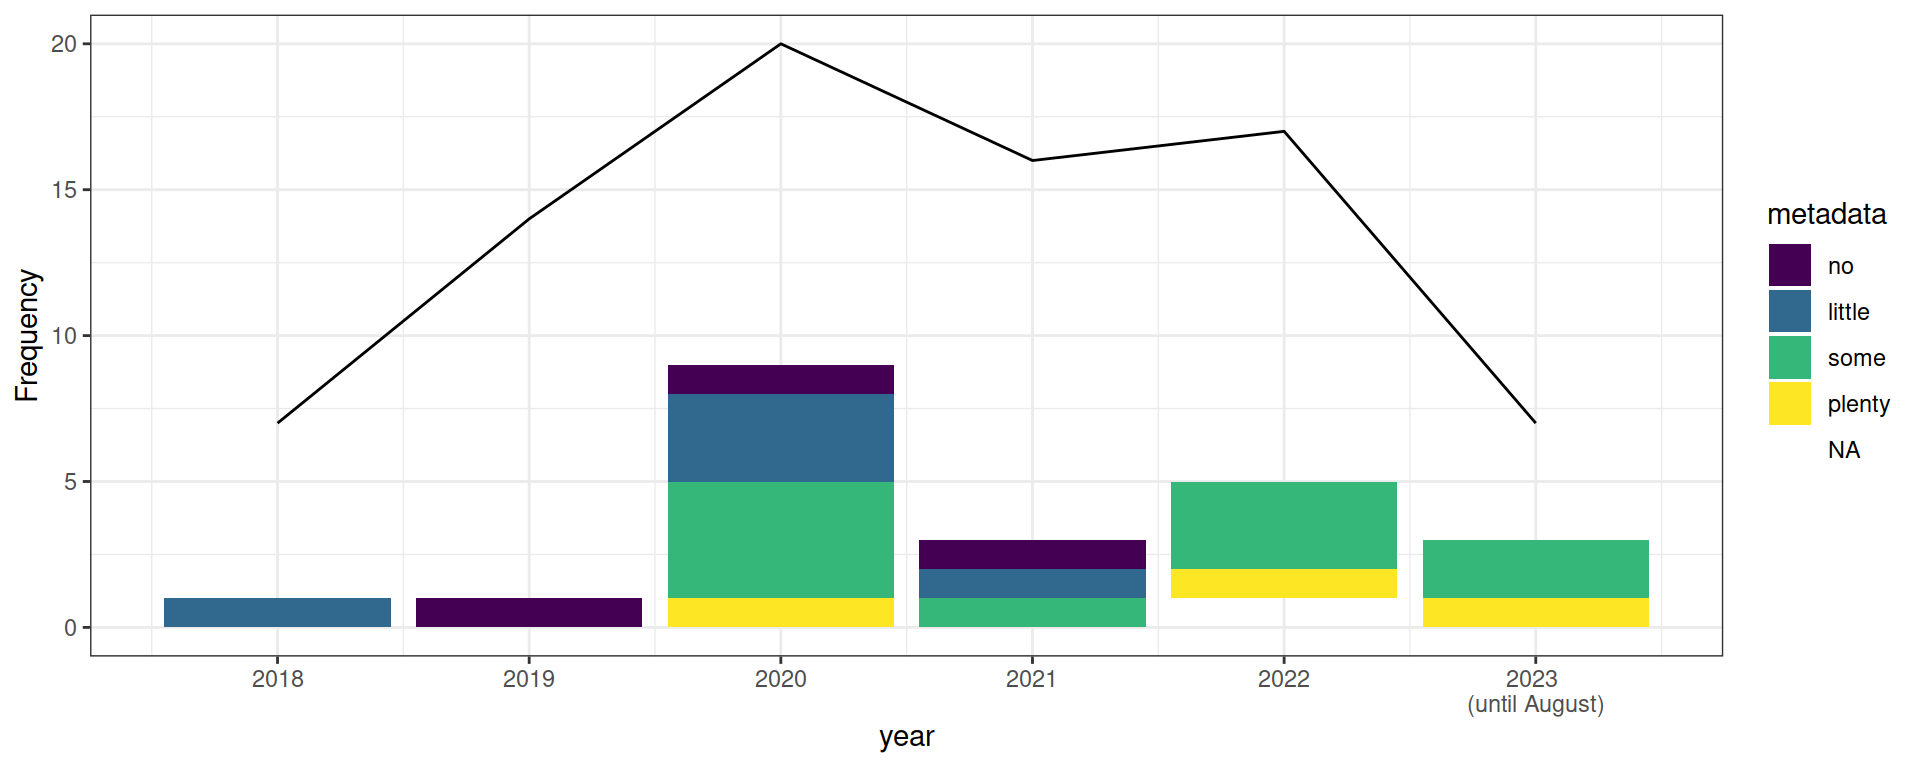 20
15
10
5
0
Frequency
2018
2019
2020
2021
2022
2023
(until August)
year
metadata
no
little
some
plenty
NA